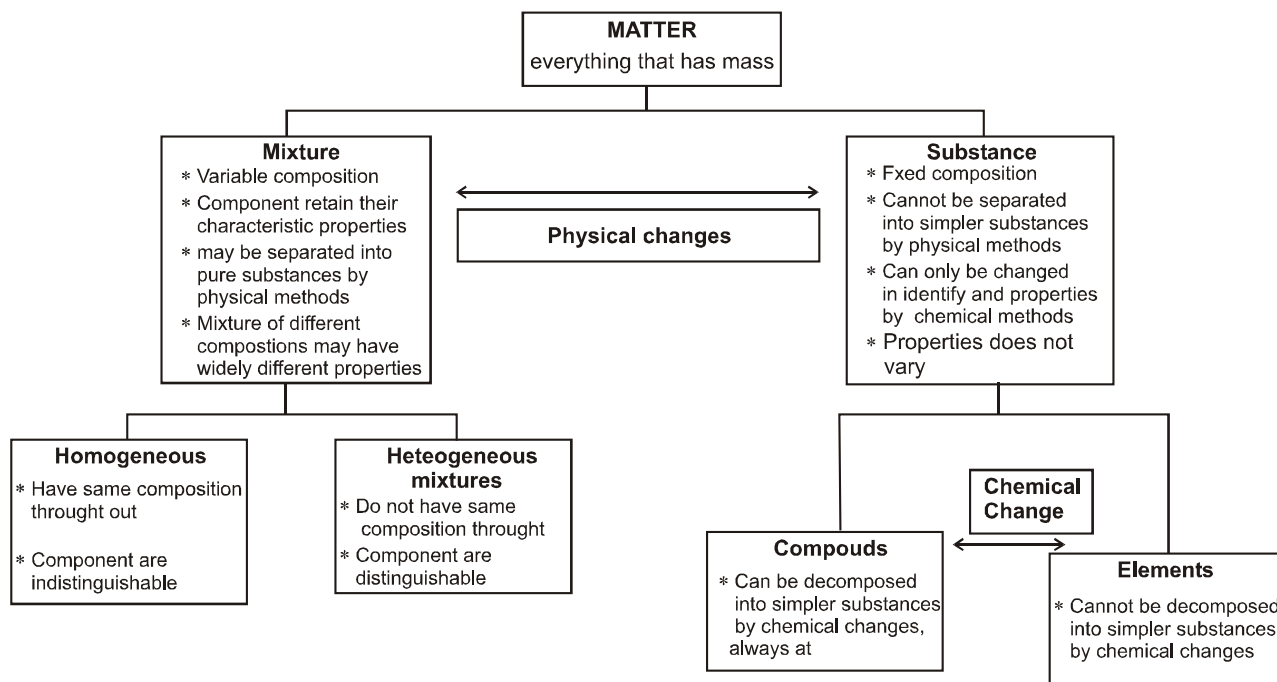 MATTER
everything that has mass
Mixture
* Variable composition
* Component retain their
characteristic properties
* may be separated into
pure substances by
physical methods
* Mixture of different
compostions may have
widely different properties
Physical changes
Substance
* Fxed composition
* Cannot be separated
into simpler substances
by physical methods
* Can only be changed
in identify and properties
by chemical methods
* Properties does not
vary
Homogeneous
* Have same composition
throught out
* Component are
indistinguishable
Heteogeneous
mixtures
* Do not have same
composition throught
* Component are
distinguishable
Chemical
Change
Compouds
* Can be decomposed
into simpler substances
by chemical changes,
always at
Elements
* Cannot be decomposed
into simpler substances
by chemical changes